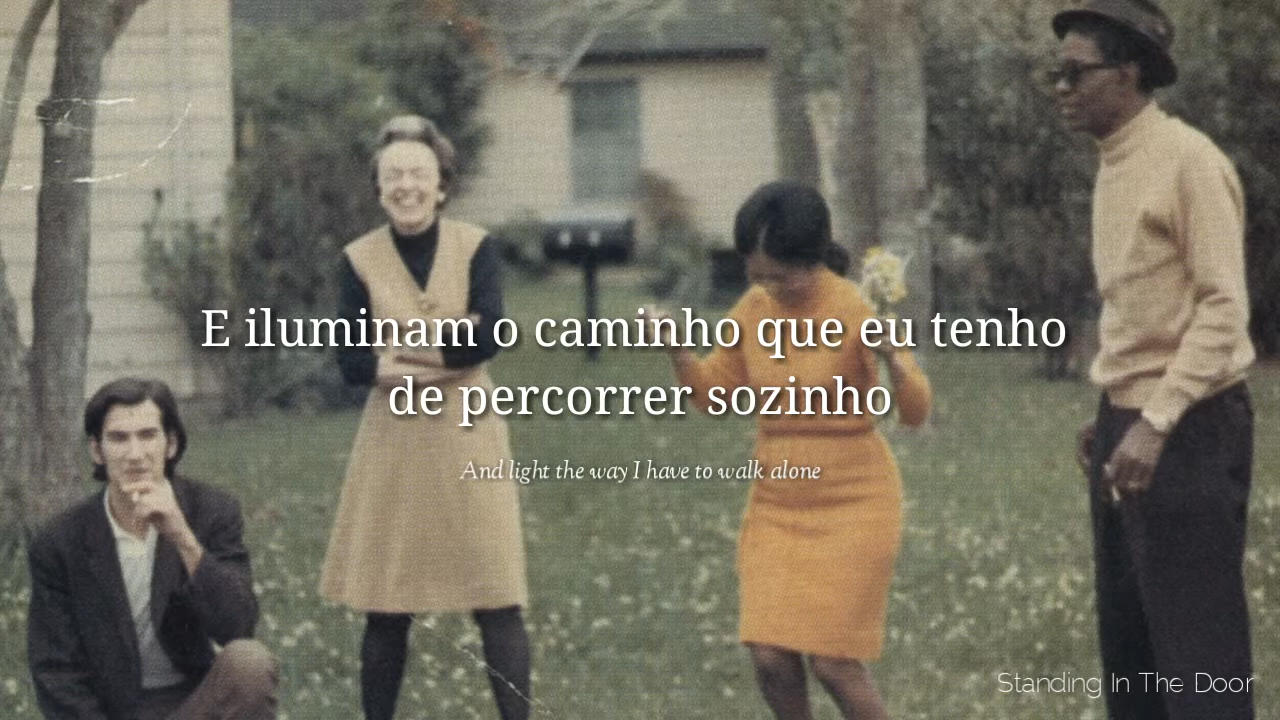 E iluminam o caminho que eu tenho
de percorrer sozinho
And light the way I have to walk alone
Standing In The Door